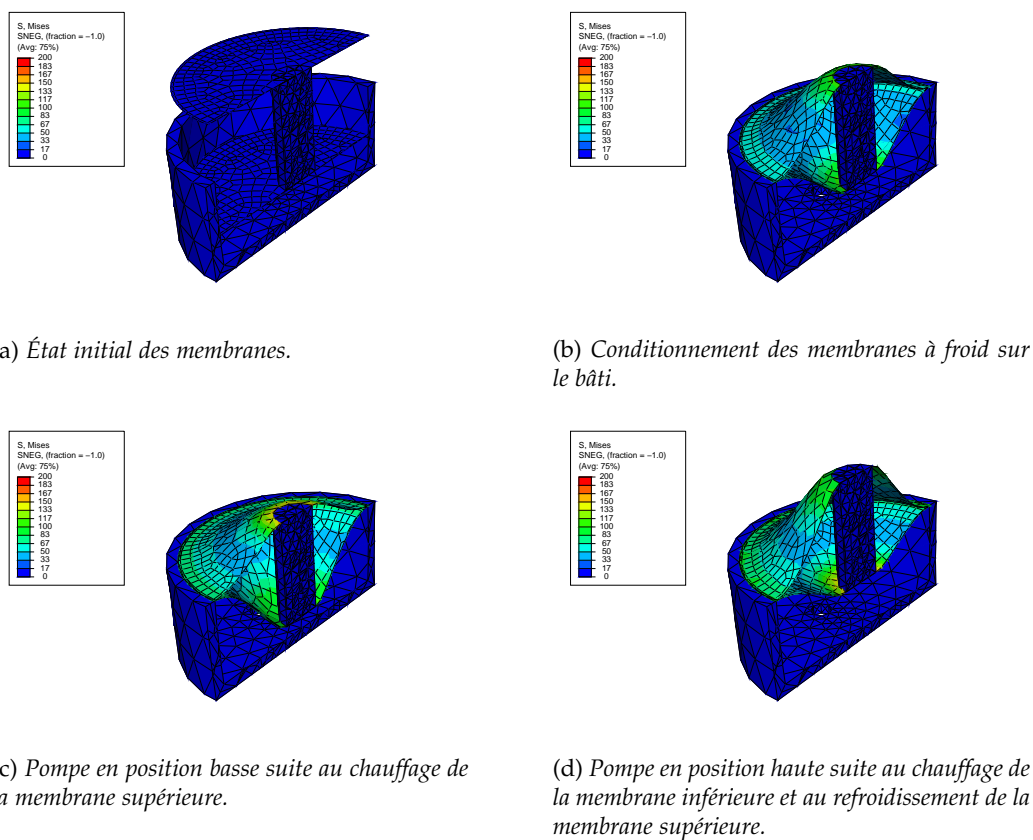 S, Mises
SNEG, (fraction = −1.0)
(Avg: 75%)
200
183
167
150
133
117
100
83
67
50
33
17
0
S, Mises
SNEG, (fraction = −1.0)
(Avg: 75%)
200
183
167
150
133
117
100
83
67
50
33
17
0
a) État initial des membranes.
(b) Conditionnement des membranes à froid sur
le bâti.
S, Mises
SNEG, (fraction = −1.0)
(Avg: 75%)
200
183
167
150
133
117
100
83
67
50
33
17
0
S, Mises
SNEG, (fraction = −1.0)
(Avg: 75%)
200
183
167
150
133
117
100
83
67
50
33
17
0
c) Pompe en position basse suite au chauffage de
a membrane supérieure.
(d) Pompe en position haute suite au chauffage de
la membrane inférieure et au refroidissement de la
membrane supérieure.